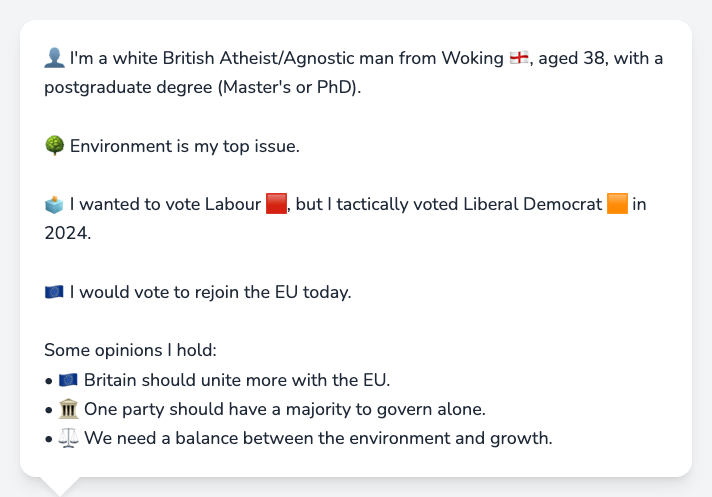 👤 I'm a white British Atheist/Agnostic man from Woking 🏴󠁧󠁢󠁥󠁮󠁧󠁿, aged 38, with a
postgraduate degree (Master's or PhD).
🌳 Environment is my top issue.
🗳️ I wanted to vote Labour 🟥, but I tactically voted Liberal Democrat 🟧 in
2024.
🇪🇺 I would vote to rejoin the EU today.
Some opinions I hold:
• 🇪🇺 Britain should unite more with the EU.
• 🏛️ One party should have a majority to govern alone.
• ⚖️ We need a balance between the environment and growth.